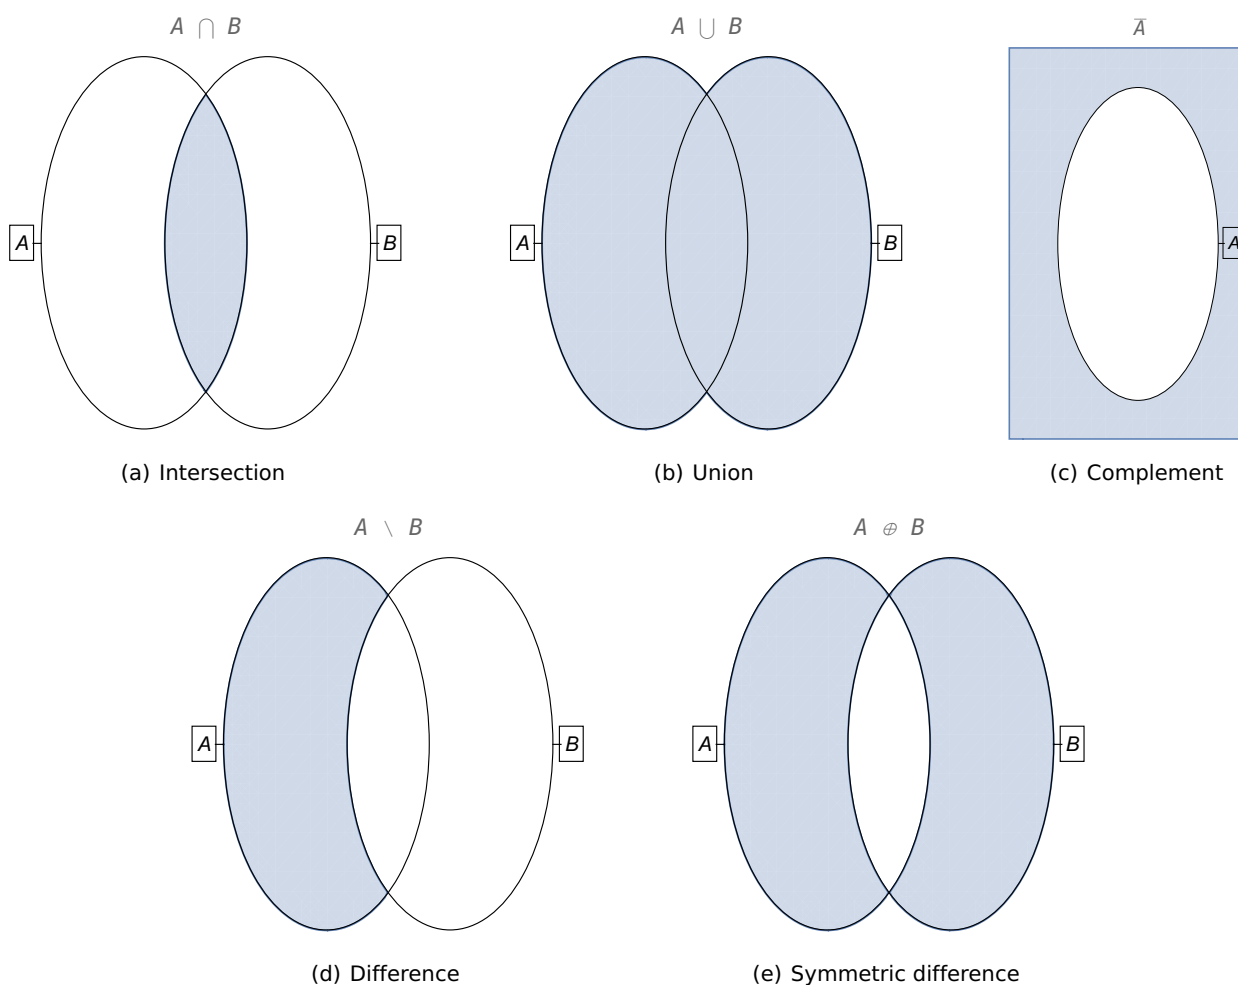 A ∩ B
A ∪ B
A̅
A
B
A
B
A
(a) Intersection
(b) Union
(c) Complement
A \ B
A ⊕ B
A
B
A
B
(d) Difference
(e) Symmetric difference